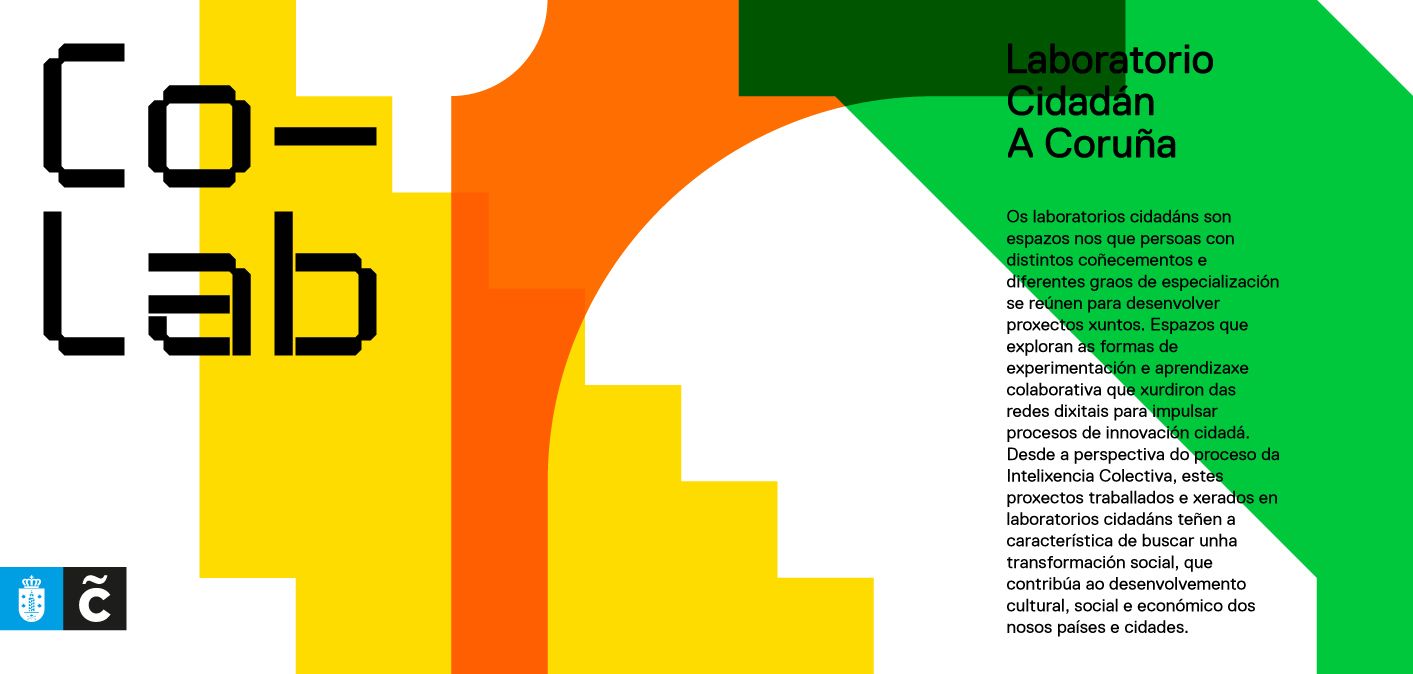 Co-
Lab
Laboratorio
Cidadán
A Coruña
Os laboratorios cidadáns son
espazos nos que persoas con
distintos coñecementos e
diferentes graos de especialización
se reúnen para desenvolver
proxectos xuntos. Espazos que
exploran as formas de
experimentación e aprendizaxe
colaborativa que xurdiron das
redes dixitais para impulsar
procesos de innovación cidadá.
Desde a perspectiva do proceso da
Intelixencia Colectiva, estes
proxectos traballados e xerados en
laboratorios cidadáns teñen a
característica de buscar unha
transformación social, que
contribúa ao desenvolvemento
cultural, social e económico dos
nosos países e cidades.
c̃